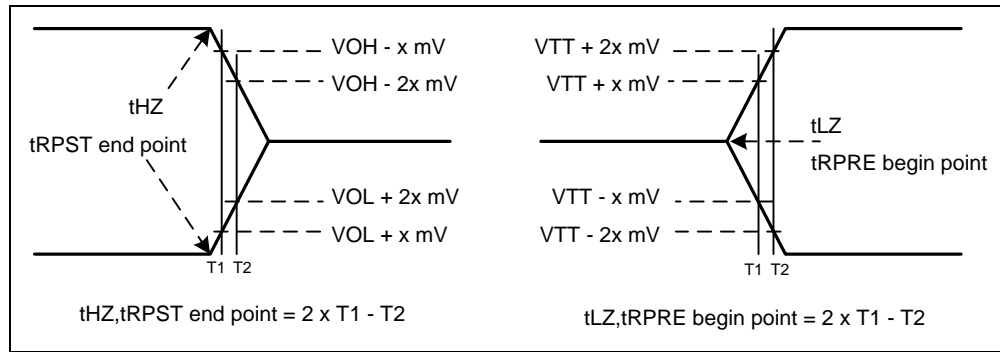 VOH - x mV
VOH - 2x mV
tHZ
tRPST end point
VOL + 2x mV
VOL + x mV
T1 T2
tHZ,tRPST end point = 2 x T1 - T2
VTT + 2x mV
VTT + x mV
tLZ
tRPRE begin point
VTT - x mV
VTT - 2x mV
T1 T2
tLZ,tRPRE begin point = 2 x T1 - T2